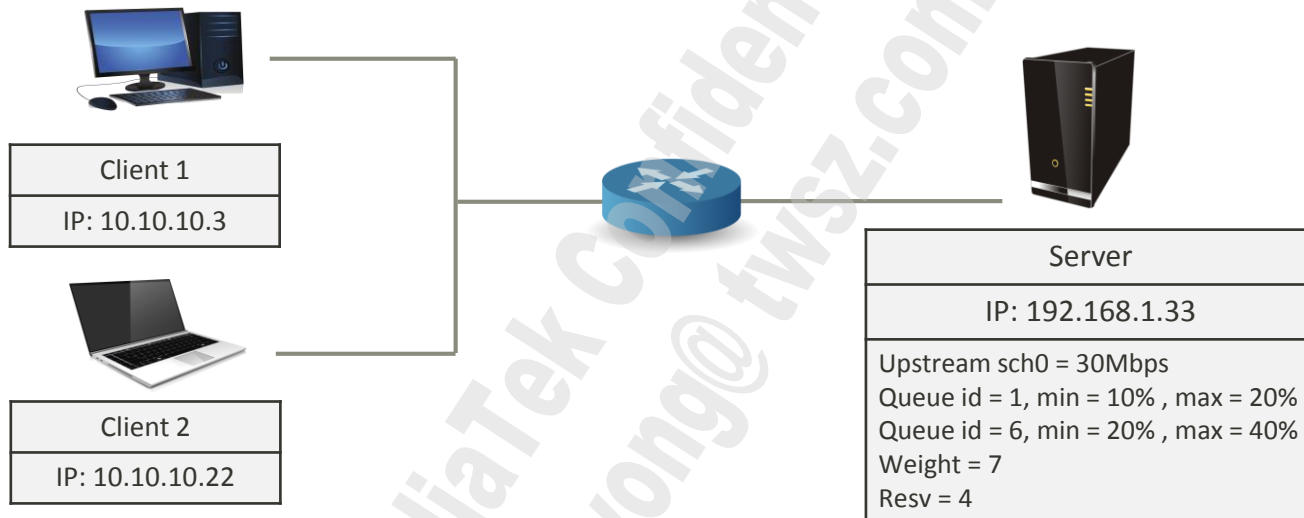 Client 1
IP: 10.10.10.3
Client 2
IP: 10.10.10.22
Server
IP: 192.168.1.33
Upstream sch0 = 30Mbps
Queue id = 1, min = 10% , max = 20%
Queue id = 6, min = 20% , max = 40%
Weight = 7
Resv = 4